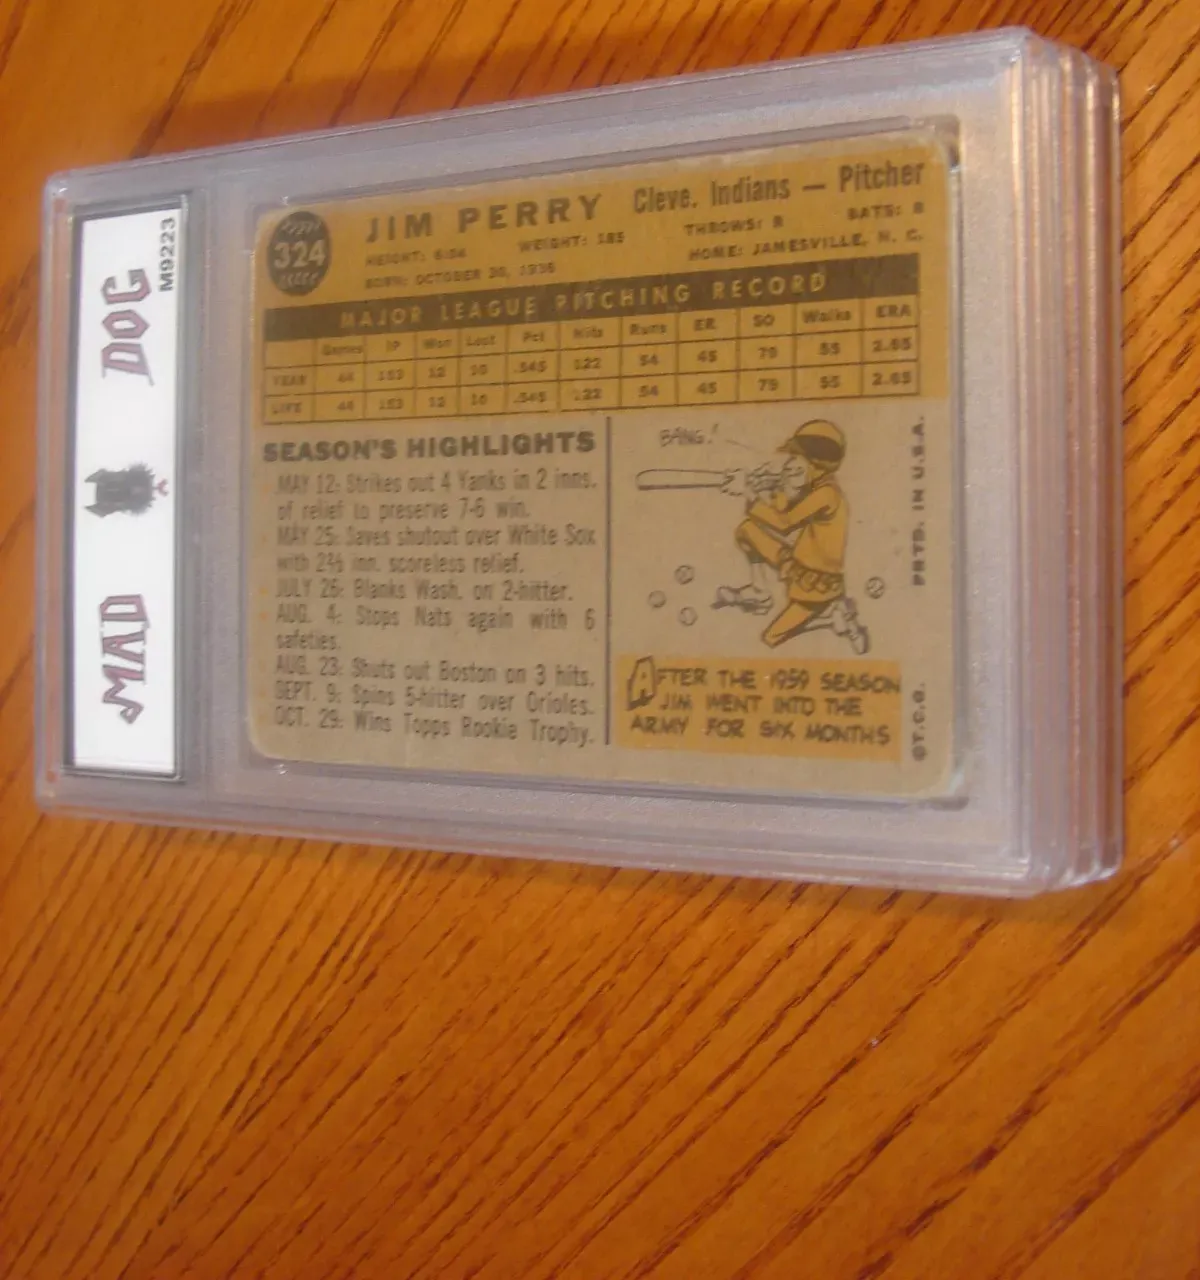 MAD DOG
M9223
324
JIM PERRY Cleve. Indians — Pitcher
HEIGHT: 6:04 WEIGHT: 185 THROWS: R BATS: B
BORN: OCTOBER 30, 1936 HOME: JAMESVILLE, N. C.
MAJOR LEAGUE PITCHING RECORD
Games IP Won Lost Pct Hits Runs ER SO Walks ERA
YEAR 44 153 12 10 .545 122 54 45 79 55 2.65
LIFE 44 153 12 10 .545 122 54 45 79 55 2.65
SEASON'S HIGHLIGHTS
MAY 12: Strikes out 4 Yanks in 2 inns.
of relief to preserve 7-6 win.
MAY 25: Saves shutout over White Sox
with 2⅔ inn. scoreless relief.
JULY 26: Blanks Wash. on 2-hitter.
AUG. 4: Stops Nats again with 6
safeties.
AUG. 23: Shuts out Boston on 3 hits.
SEPT. 9: Spins 5-hitter over Orioles.
OCT. 29: Wins Topps Rookie Trophy.
BANG!
AFTER THE 1959 SEASON
JIM WENT INTO THE
ARMY FOR SIX MONTHS
©T.C.G. PRTD. IN U.S.A.